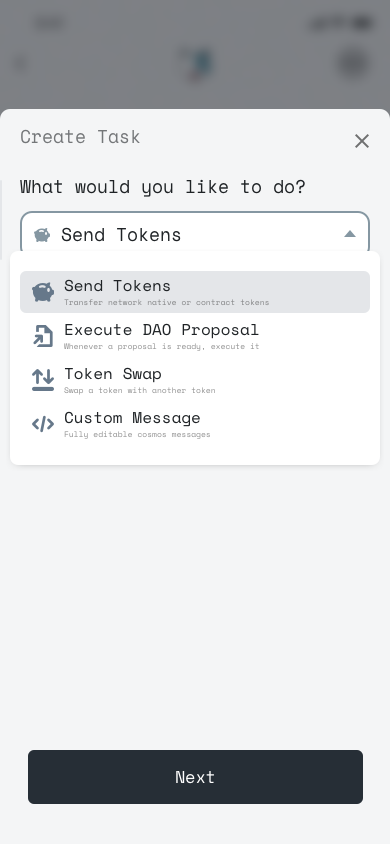 Create Task
What would you like to do?
Send Tokens
Send Tokens
Transfer network native or contract tokens
Execute DAO Proposal
Whenever a proposal is ready, execute it
Token Swap
Swap a token with another token
Custom Message
Fully editable cosmos messages
Next